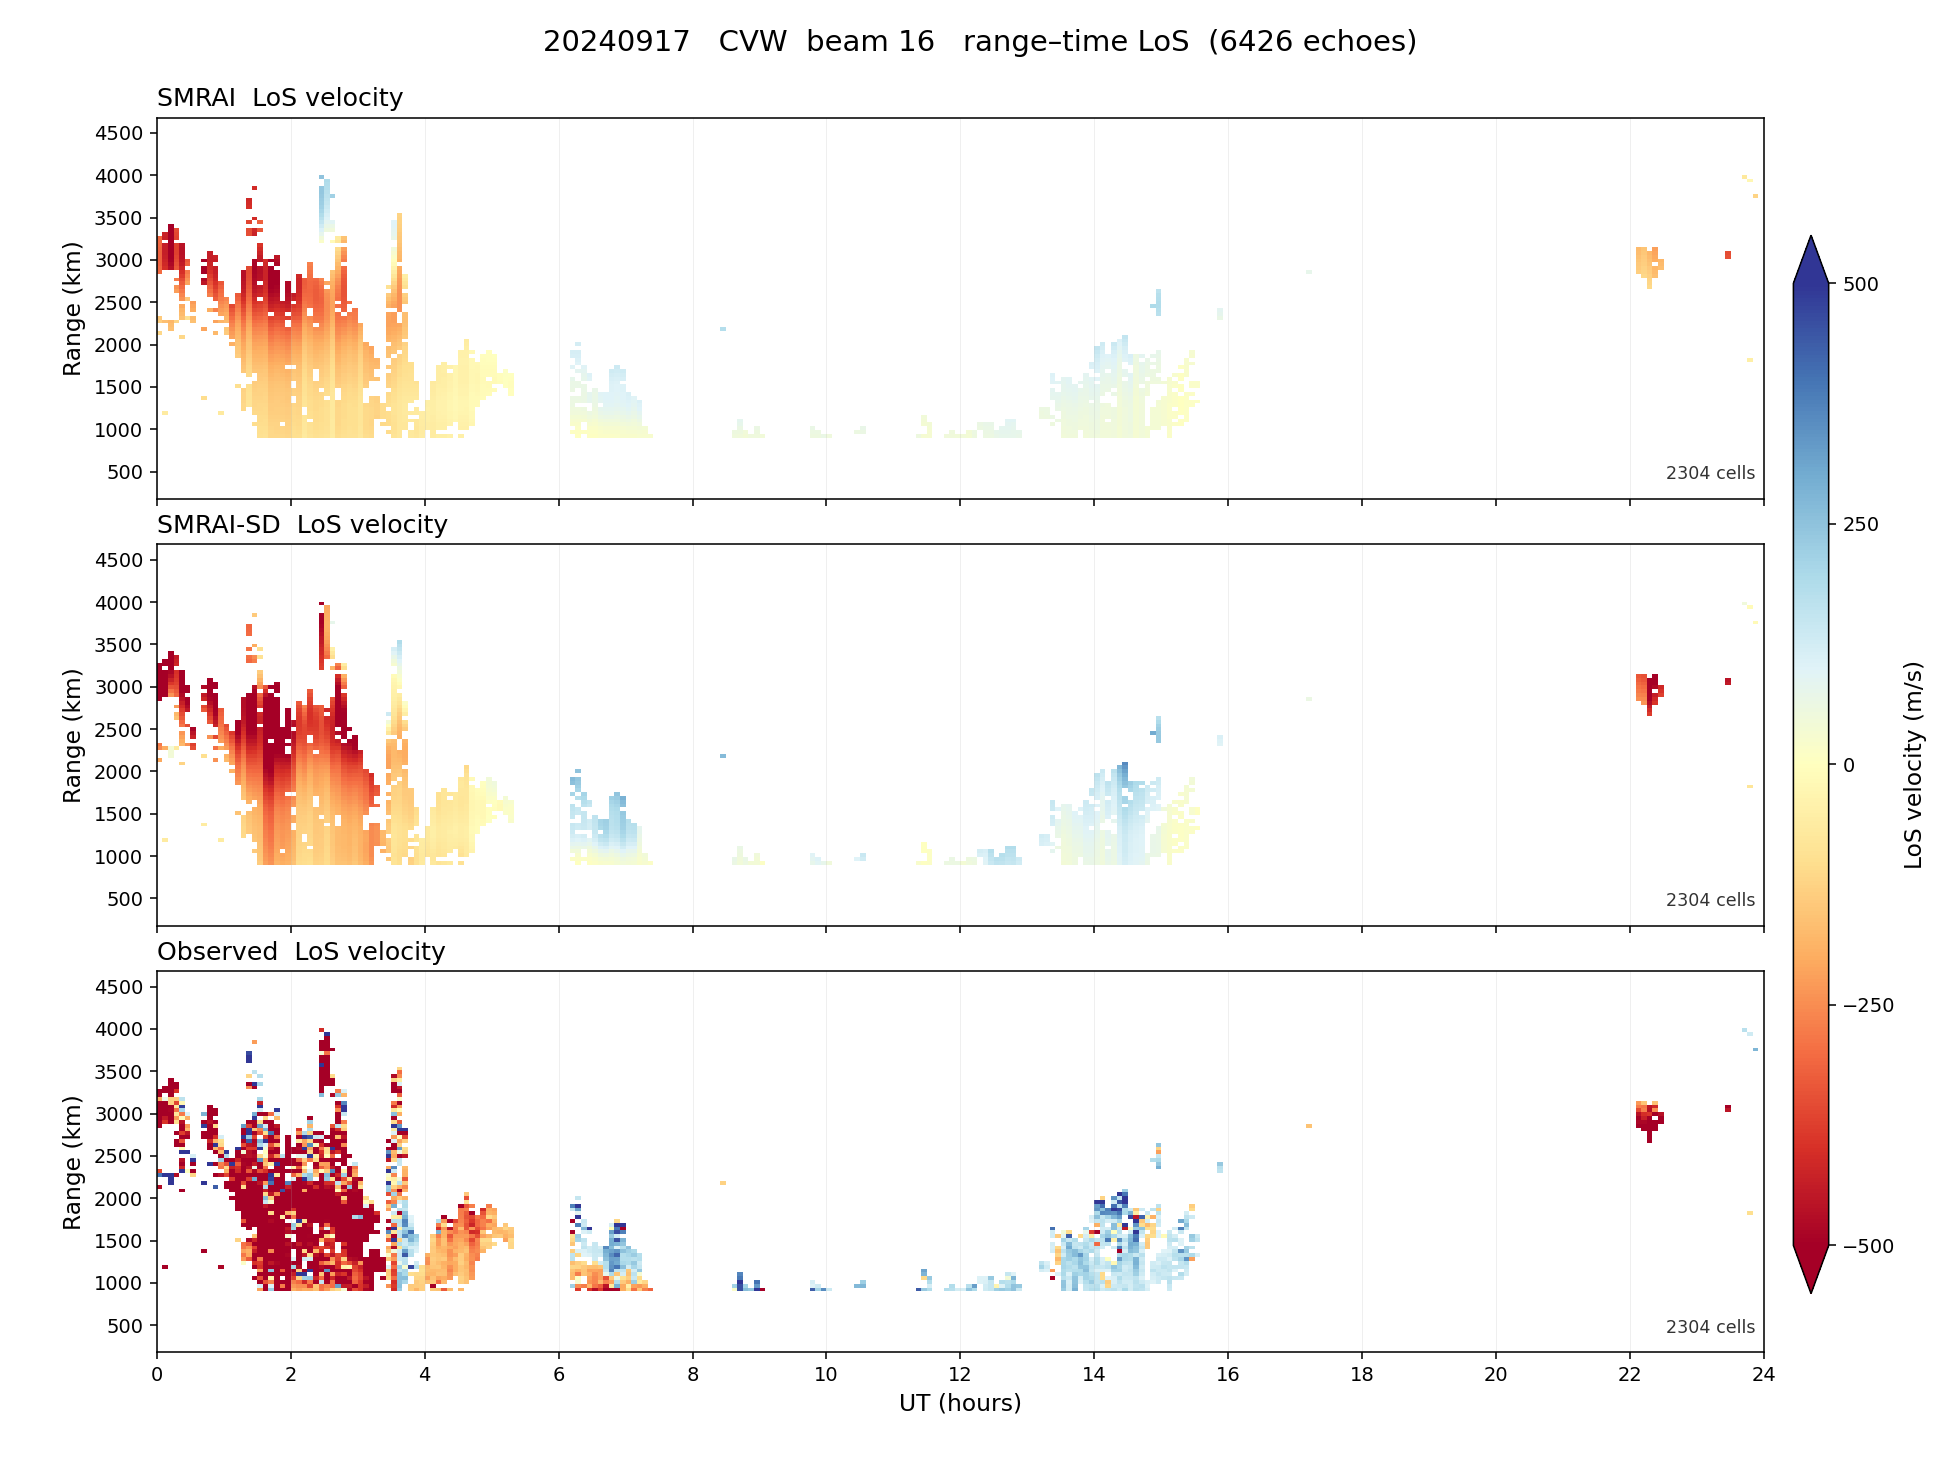 20240917   CVW  beam 16   range–time LoS  (6426 echoes)
SMRAI  LoS velocity
4500
4000
3500
3000
2500
2000
1500
1000
500
Range (km)
2304 cells
SMRAI-SD  LoS velocity
4500
4000
3500
3000
2500
2000
1500
1000
500
Range (km)
2304 cells
Observed  LoS velocity
4500
4000
3500
3000
2500
2000
1500
1000
500
Range (km)
2304 cells
0 2 4 6 8 10 12 14 16 18 20 22 24
UT (hours)
500
250
0
−250
−500
LoS velocity (m/s)